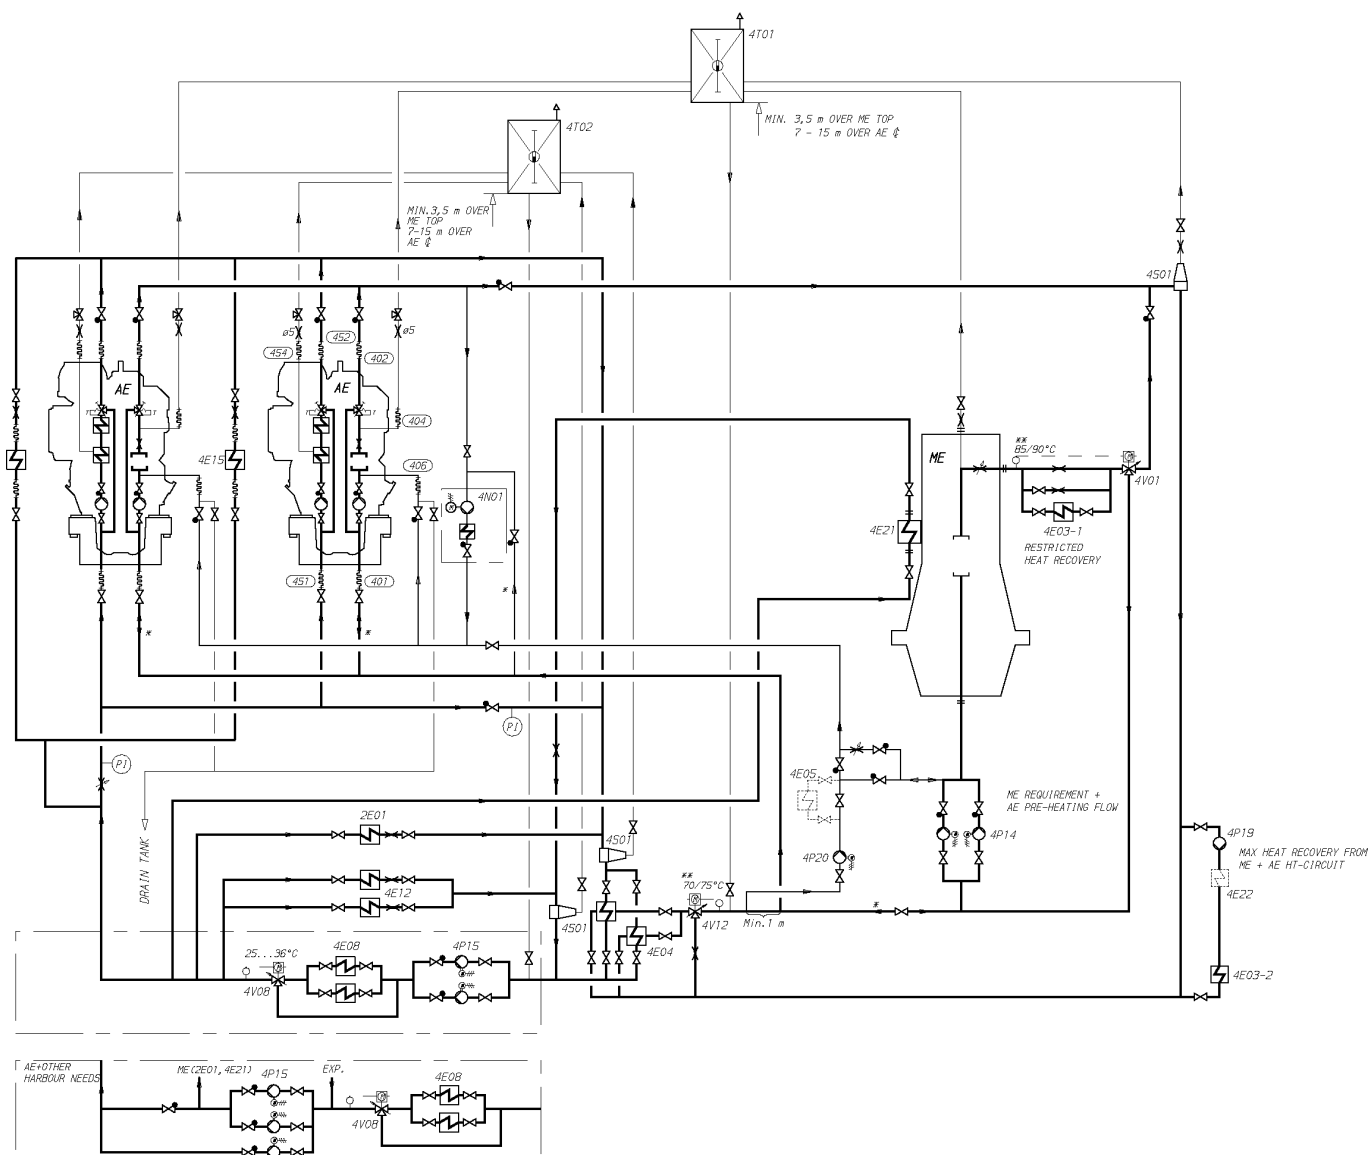 4T01
MIN. 3,5 m OVER ME TOP
7 - 15 m OVER AE ℄
4T02
MIN.3,5 m OVER
ME TOP
7-15 m OVER
AE ℄
4S01
ø5
452
ø5
454
402
AE
AE
404
ME
**
85/90°C
4V01
4E15
406
4N01
4E21
4E03-1
RESTRICTED
HEAT RECOVERY
451
401
*
*
*
PI
PI
4E05
ME REQUIREMENT +
AE PRE-HEATING FLOW
2E01
4P14
4P19
MAX HEAT RECOVERY FROM
ME + AE HT-CIRCUIT
4S01
4P20
DRAIN TANK
4E12
**
70/75°C
4E22
*
4S01
4V12
Min.1 m
25...36°C
4E08
4P15
4E04
4E03-2
4V08
AE+OTHER
HARBOUR NEEDS
ME(2E01,4E21)
4P15
EXP.
4E08
4V08